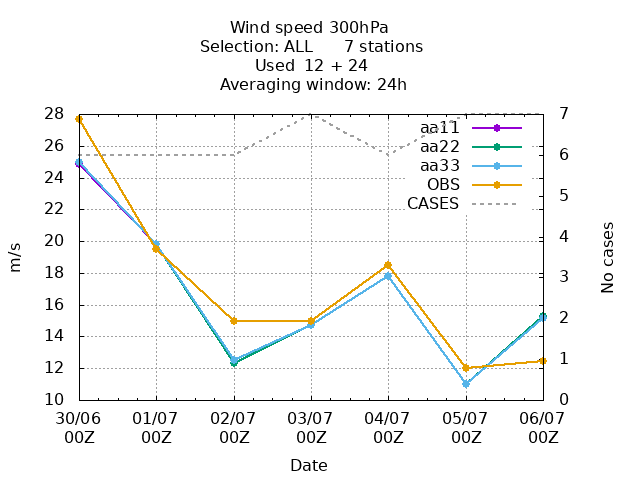 Wind speed 300hPa
Selection: ALL 7 stations
Used 12 + 24
Averaging window: 24h
28 7
aa11
26 aa22 6
aa33
24 OBS 5
22 CASES
20 4
18 3
16 2
14 1
12
10 0
m/s
No cases
30/06 01/07 02/07 03/07 04/07 05/07 06/07
00Z 00Z 00Z 00Z 00Z 00Z 00Z
Date